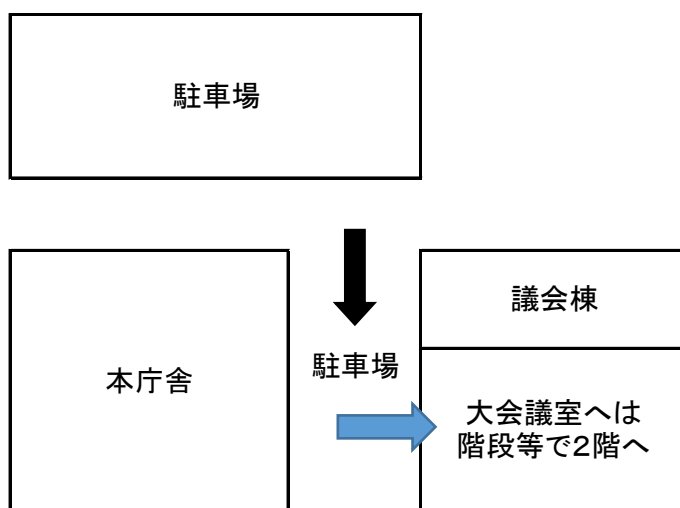 駐車場
議会棟
本庁舎
駐車場
大会議室へは
階段等で2階へ